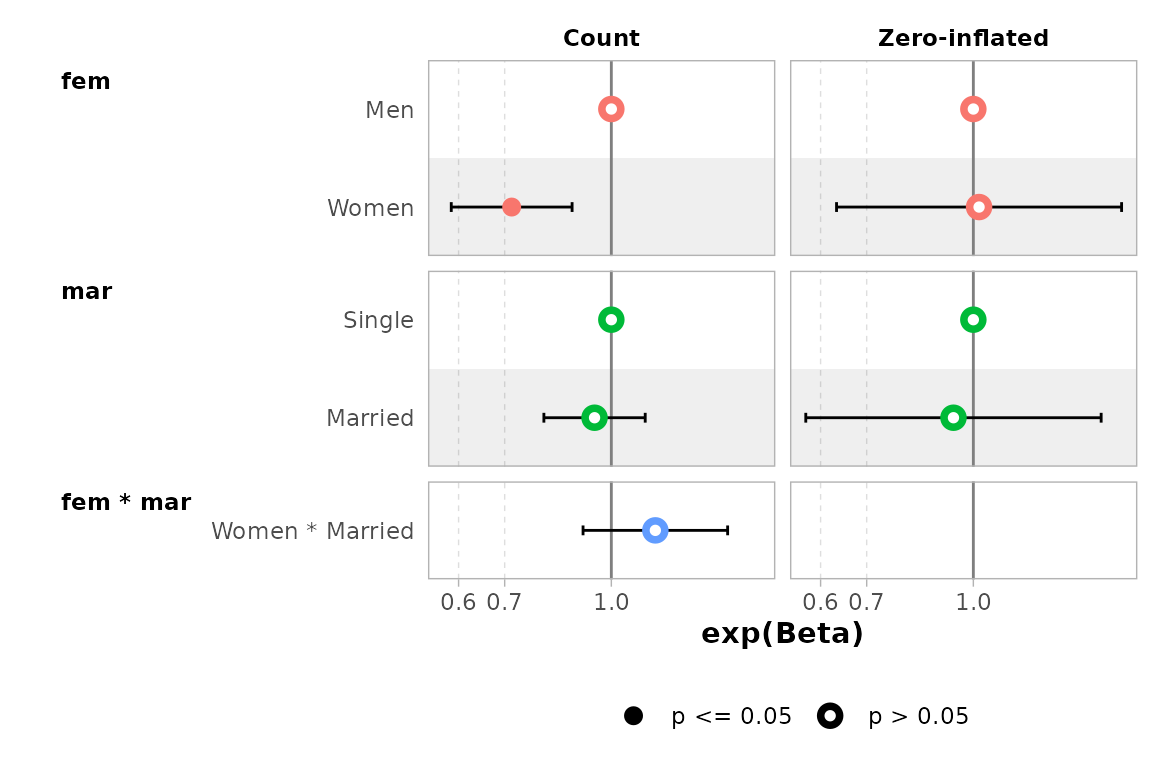 Count Zero-inflated
fem
Men
Women
mar
Single
Married
fem * mar
Women * Married
0.6 0.7 1.0 0.6 0.7 1.0
exp(Beta)
p <= 0.05 p > 0.05